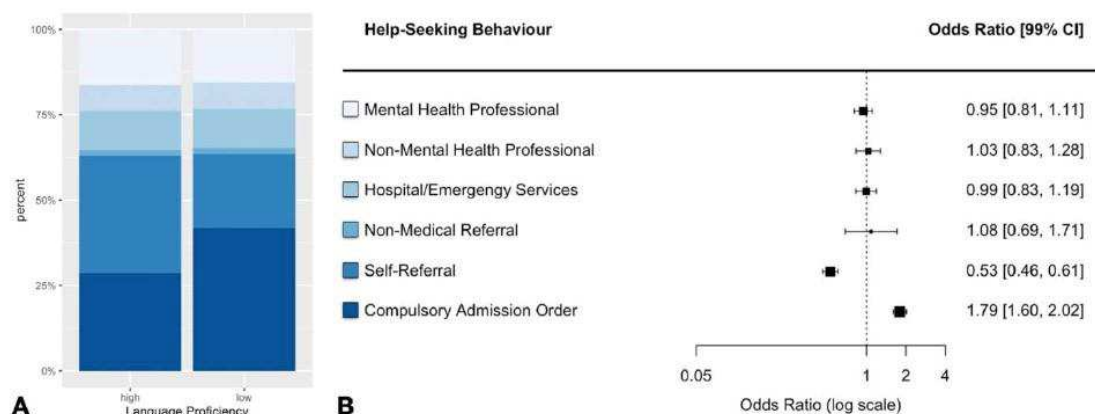 100%
75%
50%
25%
0%
percent
high
low
Language Proficiency
A
Help-Seeking Behaviour
Odds Ratio [99% CI]
Mental Health Professional
0.95 [0.81, 1.11]
Non-Mental Health Professional
1.03 [0.83, 1.28]
Hospital/Emergengy Services
0.99 [0.83, 1.19]
Non-Medical Referral
1.08 [0.69, 1.71]
Self-Referral
0.53 [0.46, 0.61]
Compulsory Admission Order
1.79 [1.60, 2.02]
0.05
1
2
4
Odds Ratio (log scale)
B